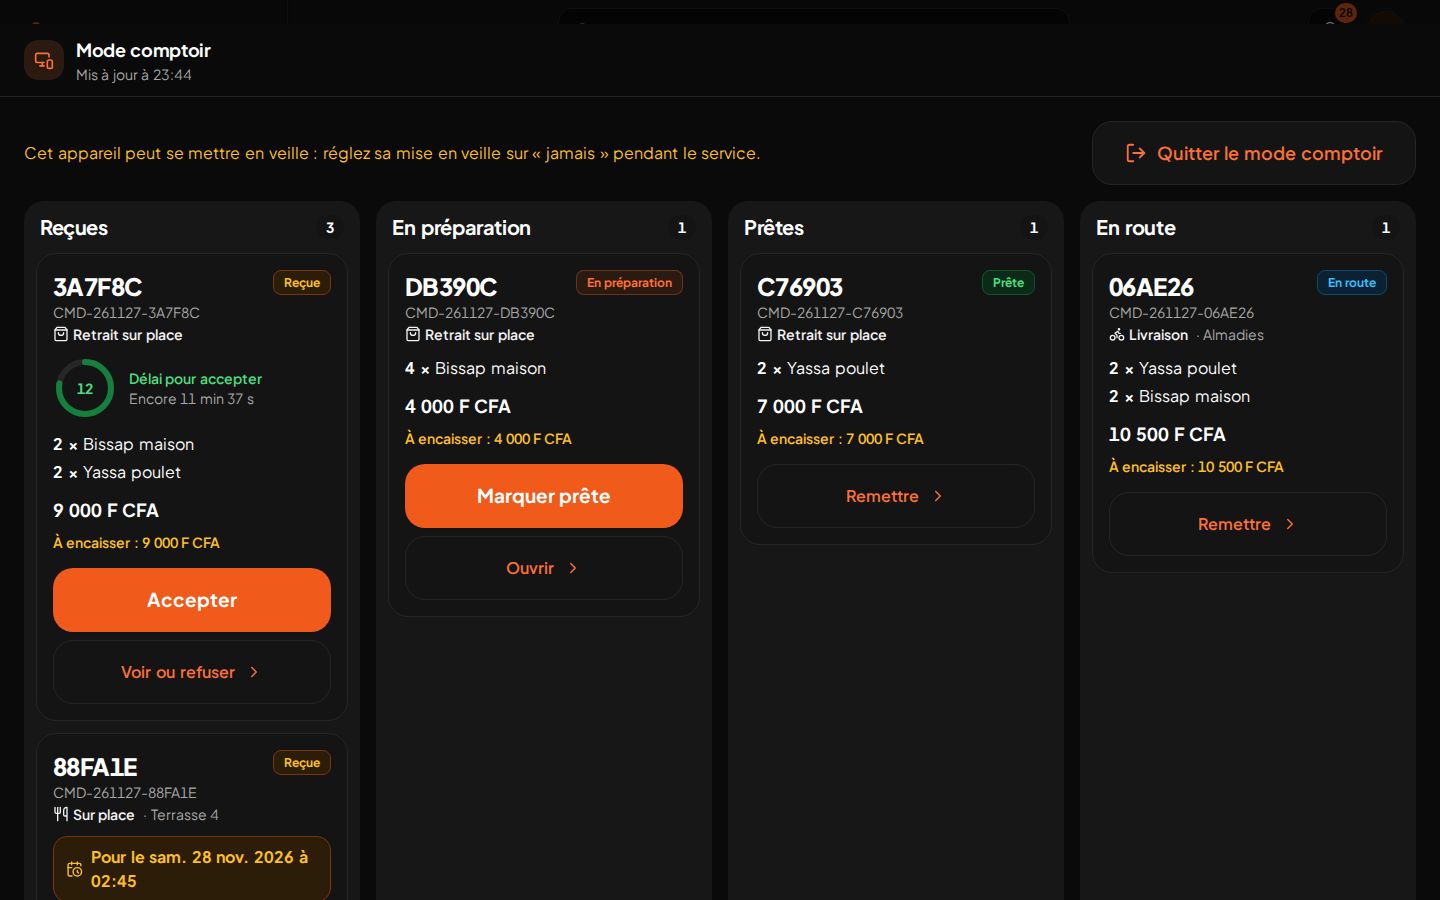 28
Mode comptoir
Mis à jour à 23:44
Cet appareil peut se mettre en veille : réglez sa mise en veille sur « jamais » pendant le service.
Quitter le mode comptoir
Reçues 3
3A7F8C Reçue
CMD-261127-3A7F8C
Retrait sur place
12
Délai pour accepter
Encore 11 min 37 s
2 × Bissap maison
2 × Yassa poulet
9 000 F CFA
À encaisser : 9 000 F CFA
Accepter
Voir ou refuser
88FA1E Reçue
CMD-261127-88FA1E
Sur place · Terrasse 4
Pour le sam. 28 nov. 2026 à
02:45
En préparation 1
DB390C En préparation
CMD-261127-DB390C
Retrait sur place
4 × Bissap maison
4 000 F CFA
À encaisser : 4 000 F CFA
Marquer prête
Ouvrir
Prêtes 1
C76903 Prête
CMD-261127-C76903
Retrait sur place
2 × Yassa poulet
7 000 F CFA
À encaisser : 7 000 F CFA
Remettre
En route 1
06AE26 En route
CMD-261127-06AE26
Livraison · Almadies
2 × Yassa poulet
2 × Bissap maison
10 500 F CFA
À encaisser : 10 500 F CFA
Remettre